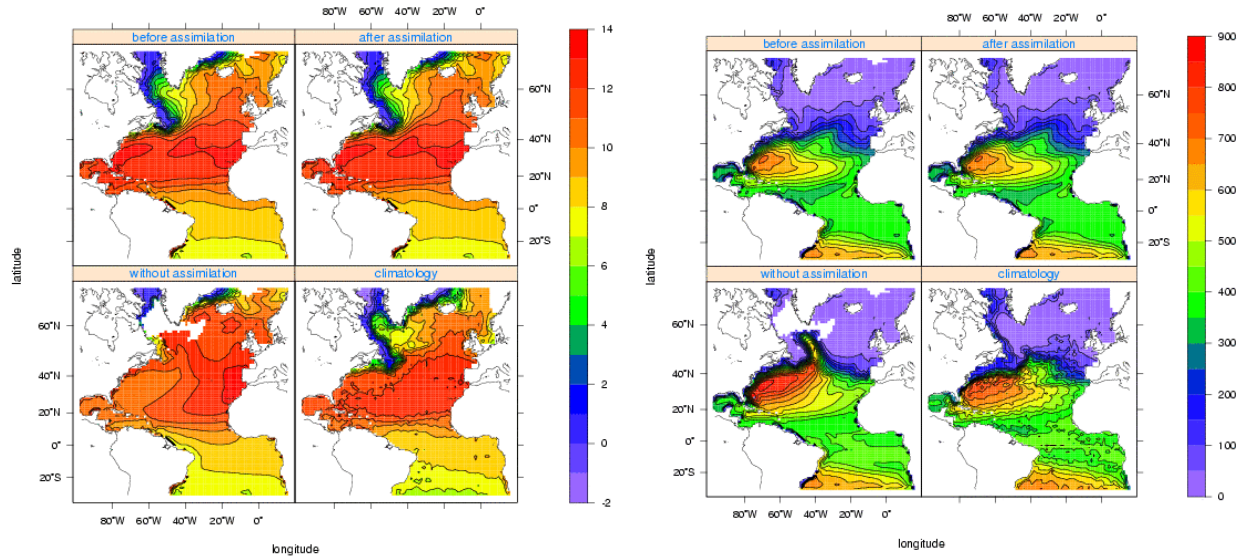 80°W 60°W 40°W 20°W 0°
before assimilation after assimilation
60°N
40°N
20°N
0°
20°S
without assimilation climatology
60°N
40°N
20°N
0°
20°S
80°W 60°W 40°W 20°W 0°
latitude
longitude
14
12
10
8
6
4
2
0
-2
80°W 60°W 40°W 20°W 0°
before assimilation after assimilation
60°N
40°N
20°N
0°
20°S
without assimilation climatology
60°N
40°N
20°N
0°
20°S
80°W 60°W 40°W 20°W 0°
latitude
longitude
900
800
700
600
500
400
300
200
100
0